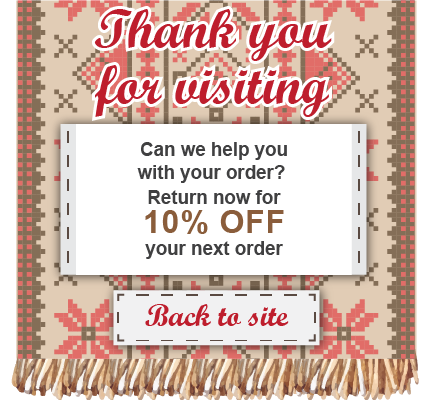 Thank you
for visiting
Can we help you
with your order?
Return now for
10% OFF
your next order
Back to site